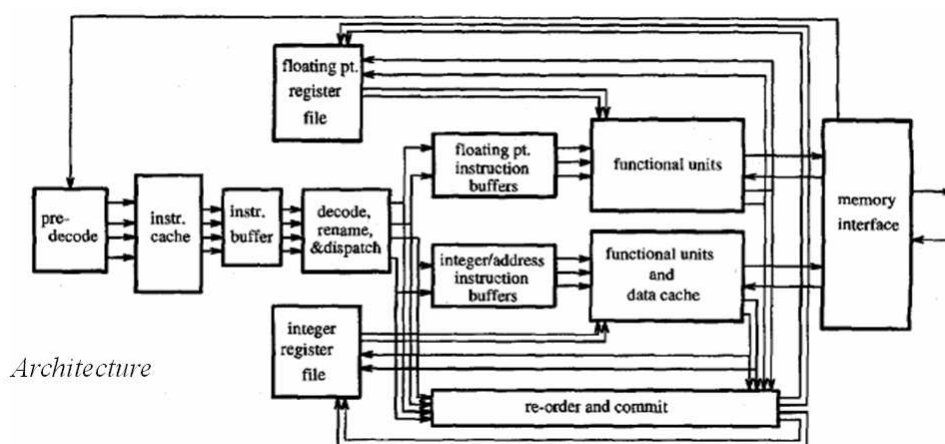 floating pt.
register
file
floating pt.
instruction
buffers
functional units
memory
interface
pre-
decode
instr.
cache
instr.
buffer
decode,
rename,
&dispatch
integer/address
instruction
buffers
functional units
and
data cache
integer
register
file
Architecture
re-order and commit